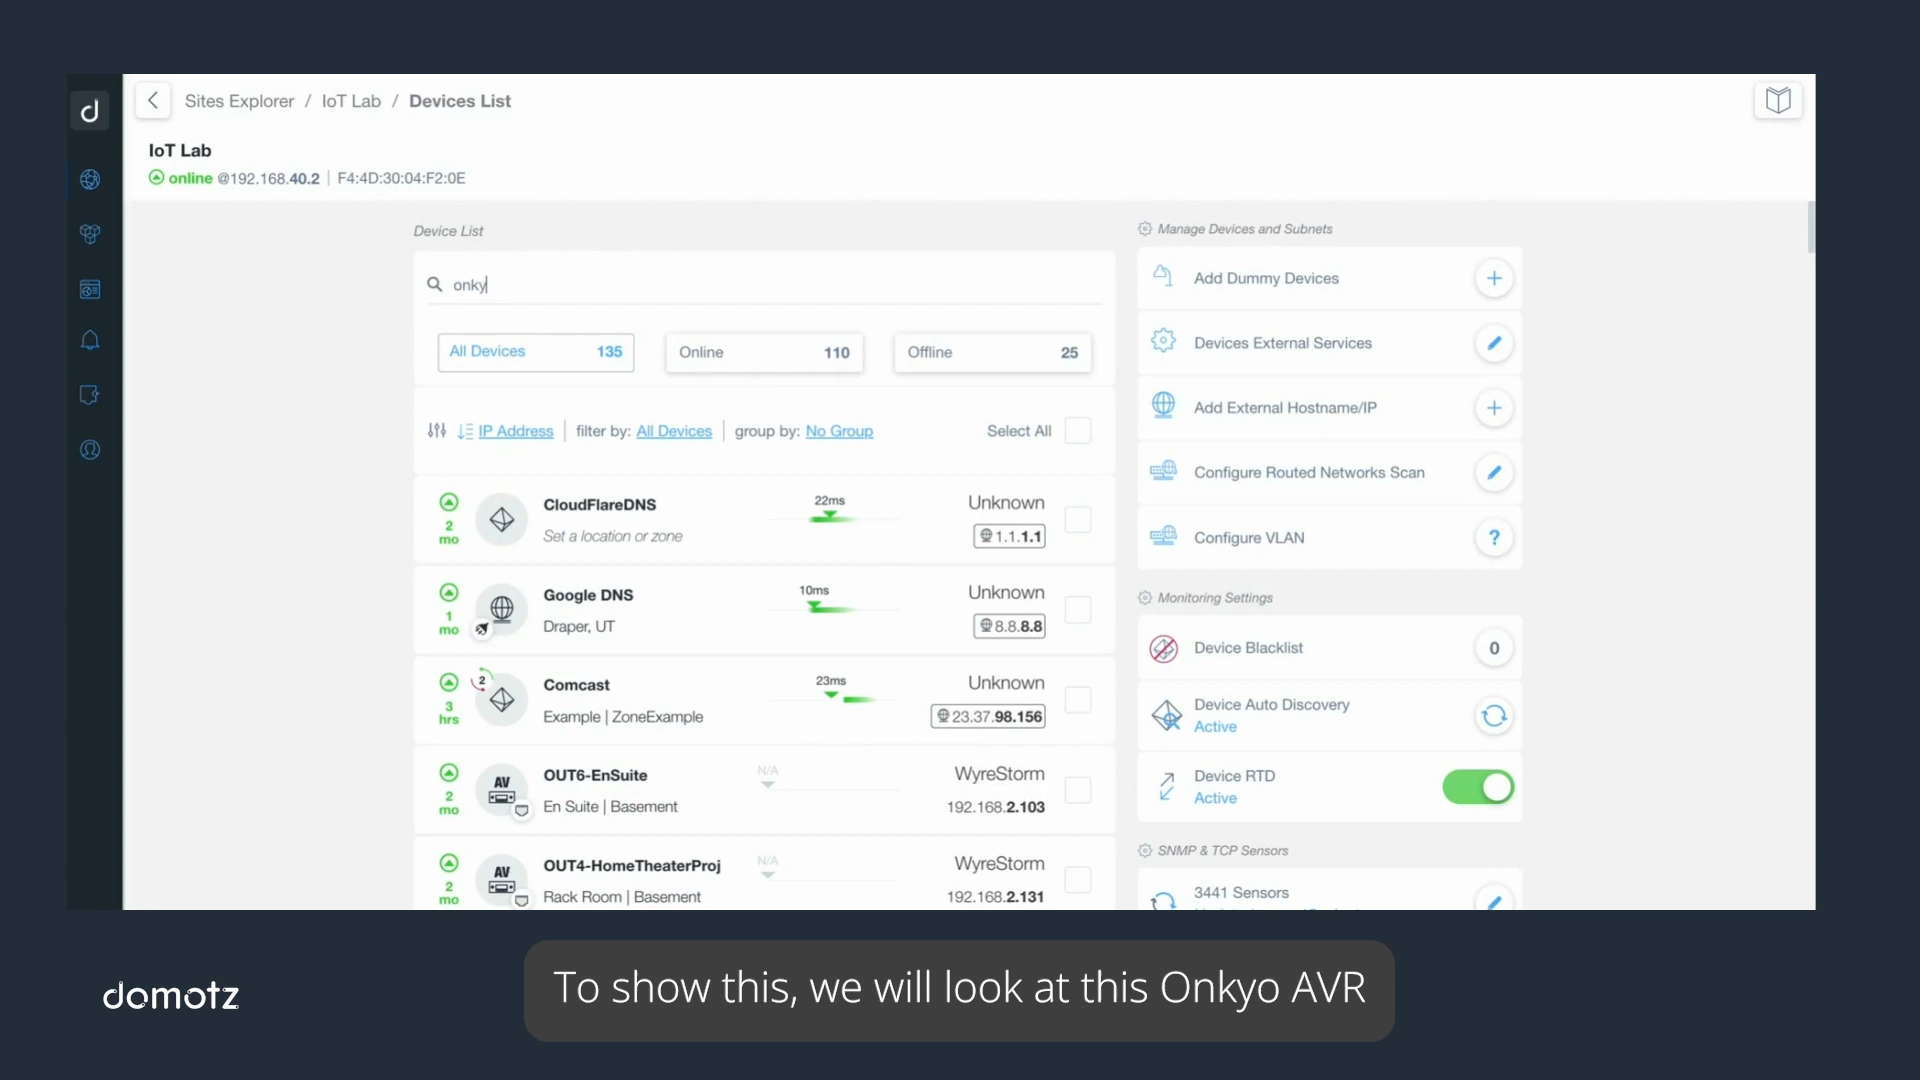 Sites Explorer / IoT Lab / Devices List
IoT Lab
online @192.168.40.2 | F4:4D:30:04:F2:0E
Device List
onky
All Devices 135
Online 110
Offline 25
IP Address | filter by: All Devices | group by: No Group
Select All
2 mo
CloudFlareDNS
Set a location or zone
22ms
Unknown
1.1.1.1
1 mo
Google DNS
Draper, UT
10ms
Unknown
8.8.8.8
3 hrs
2
Comcast
Example | ZoneExample
23ms
Unknown
23.37.98.156
2 mo
AV
OUT6-EnSuite
En Suite | Basement
N/A
WyreStorm
192.168.2.103
2 mo
AV
OUT4-HomeTheaterProj
Rack Room | Basement
N/A
WyreStorm
192.168.2.131
Manage Devices and Subnets
Add Dummy Devices
Devices External Services
Add External Hostname/IP
Configure Routed Networks Scan
Configure VLAN
?
Monitoring Settings
Device Blacklist
0
Device Auto Discovery
Active
Device RTD
Active
SNMP & TCP Sensors
3441 Sensors
domotz
To show this, we will look at this Onkyo AVR